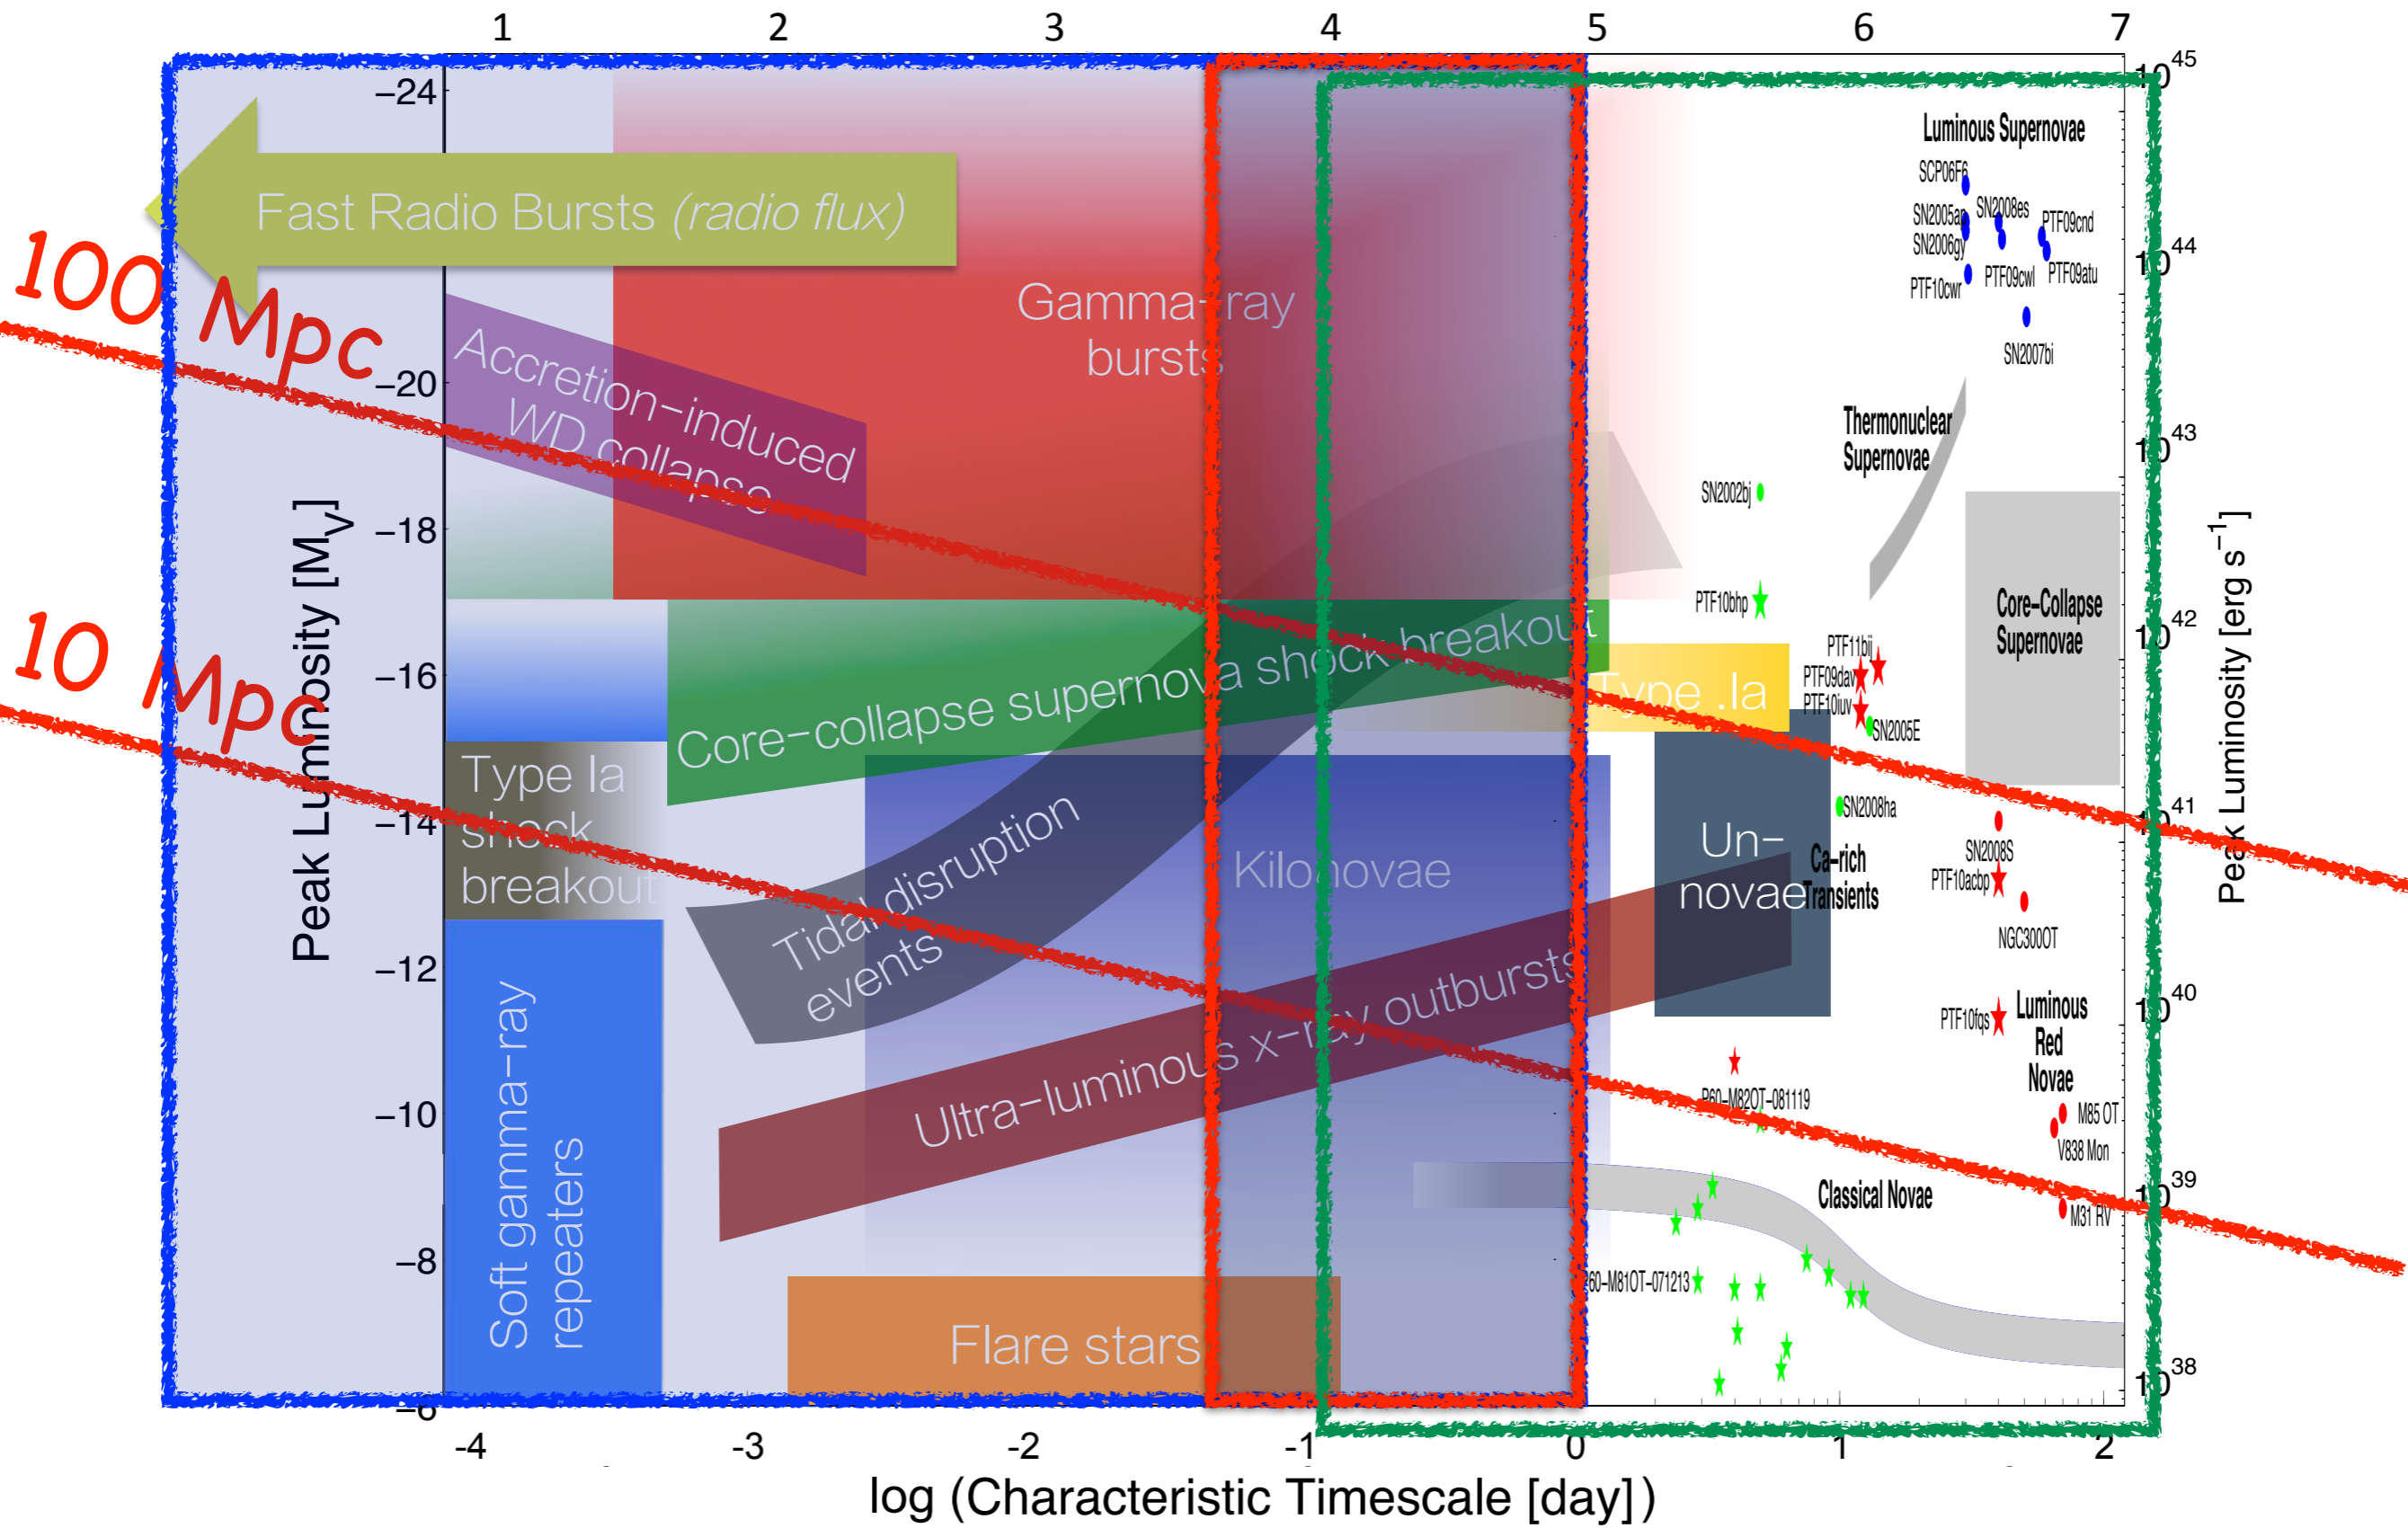 1 2 3 4 5 6 7
−24
−20
−18
−16
−14
−12
−10
−8
−6
Peak Luminosity [M_V]
100 Mpc
10 Mpc
Fast Radio Bursts (radio flux)
Accretion−induced
WD collapse
Gamma−ray
bursts
Core−collapse supernova shock breakout
Type Ia
shock
breakout
Tidal disruption
events
Kilonovae
Type .Ia
Un−
novae
Soft gamma−ray
repeaters
Ultra−luminous x−ray outbursts
Flare stars
Luminous Supernovae
SCP06F6
SN2005ap
SN2008es
PTF09cnd
SN2006gy
PTF10cwr
PTF09cwl
PTF09atu
SN2007bi
Thermonuclear
Supernovae
SN2002bj
PTF10bhp
Core−Collapse
Supernovae
PTF11bij
PTF09dav
PTF10iuv
SN2005E
SN2008ha
Ca−rich
Transients
SN2008S
PTF10acbp
NGC300OT
PTF10fqs
Luminous
Red
Novae
P60−M82OT−081119
M85 OT
V838 Mon
M31 RV
Classical Novae
60−M81OT−071213
10^45
10^44
10^43
10^42
10^41
10^40
10^39
10^38
Peak Luminosity [erg s^−1]
-4 -3 -2 -1 0 1 2
log (Characteristic Timescale [day])